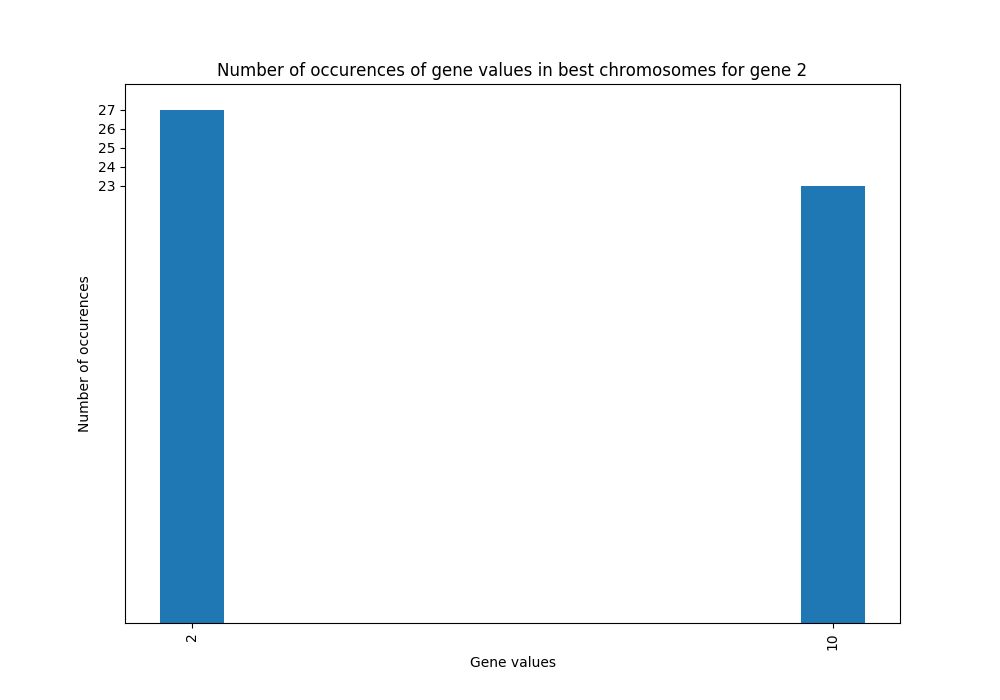 Number of occurences of gene values in best chromosomes for gene 2
27
26
25
24
23
Number of occurences
2
10
Gene values